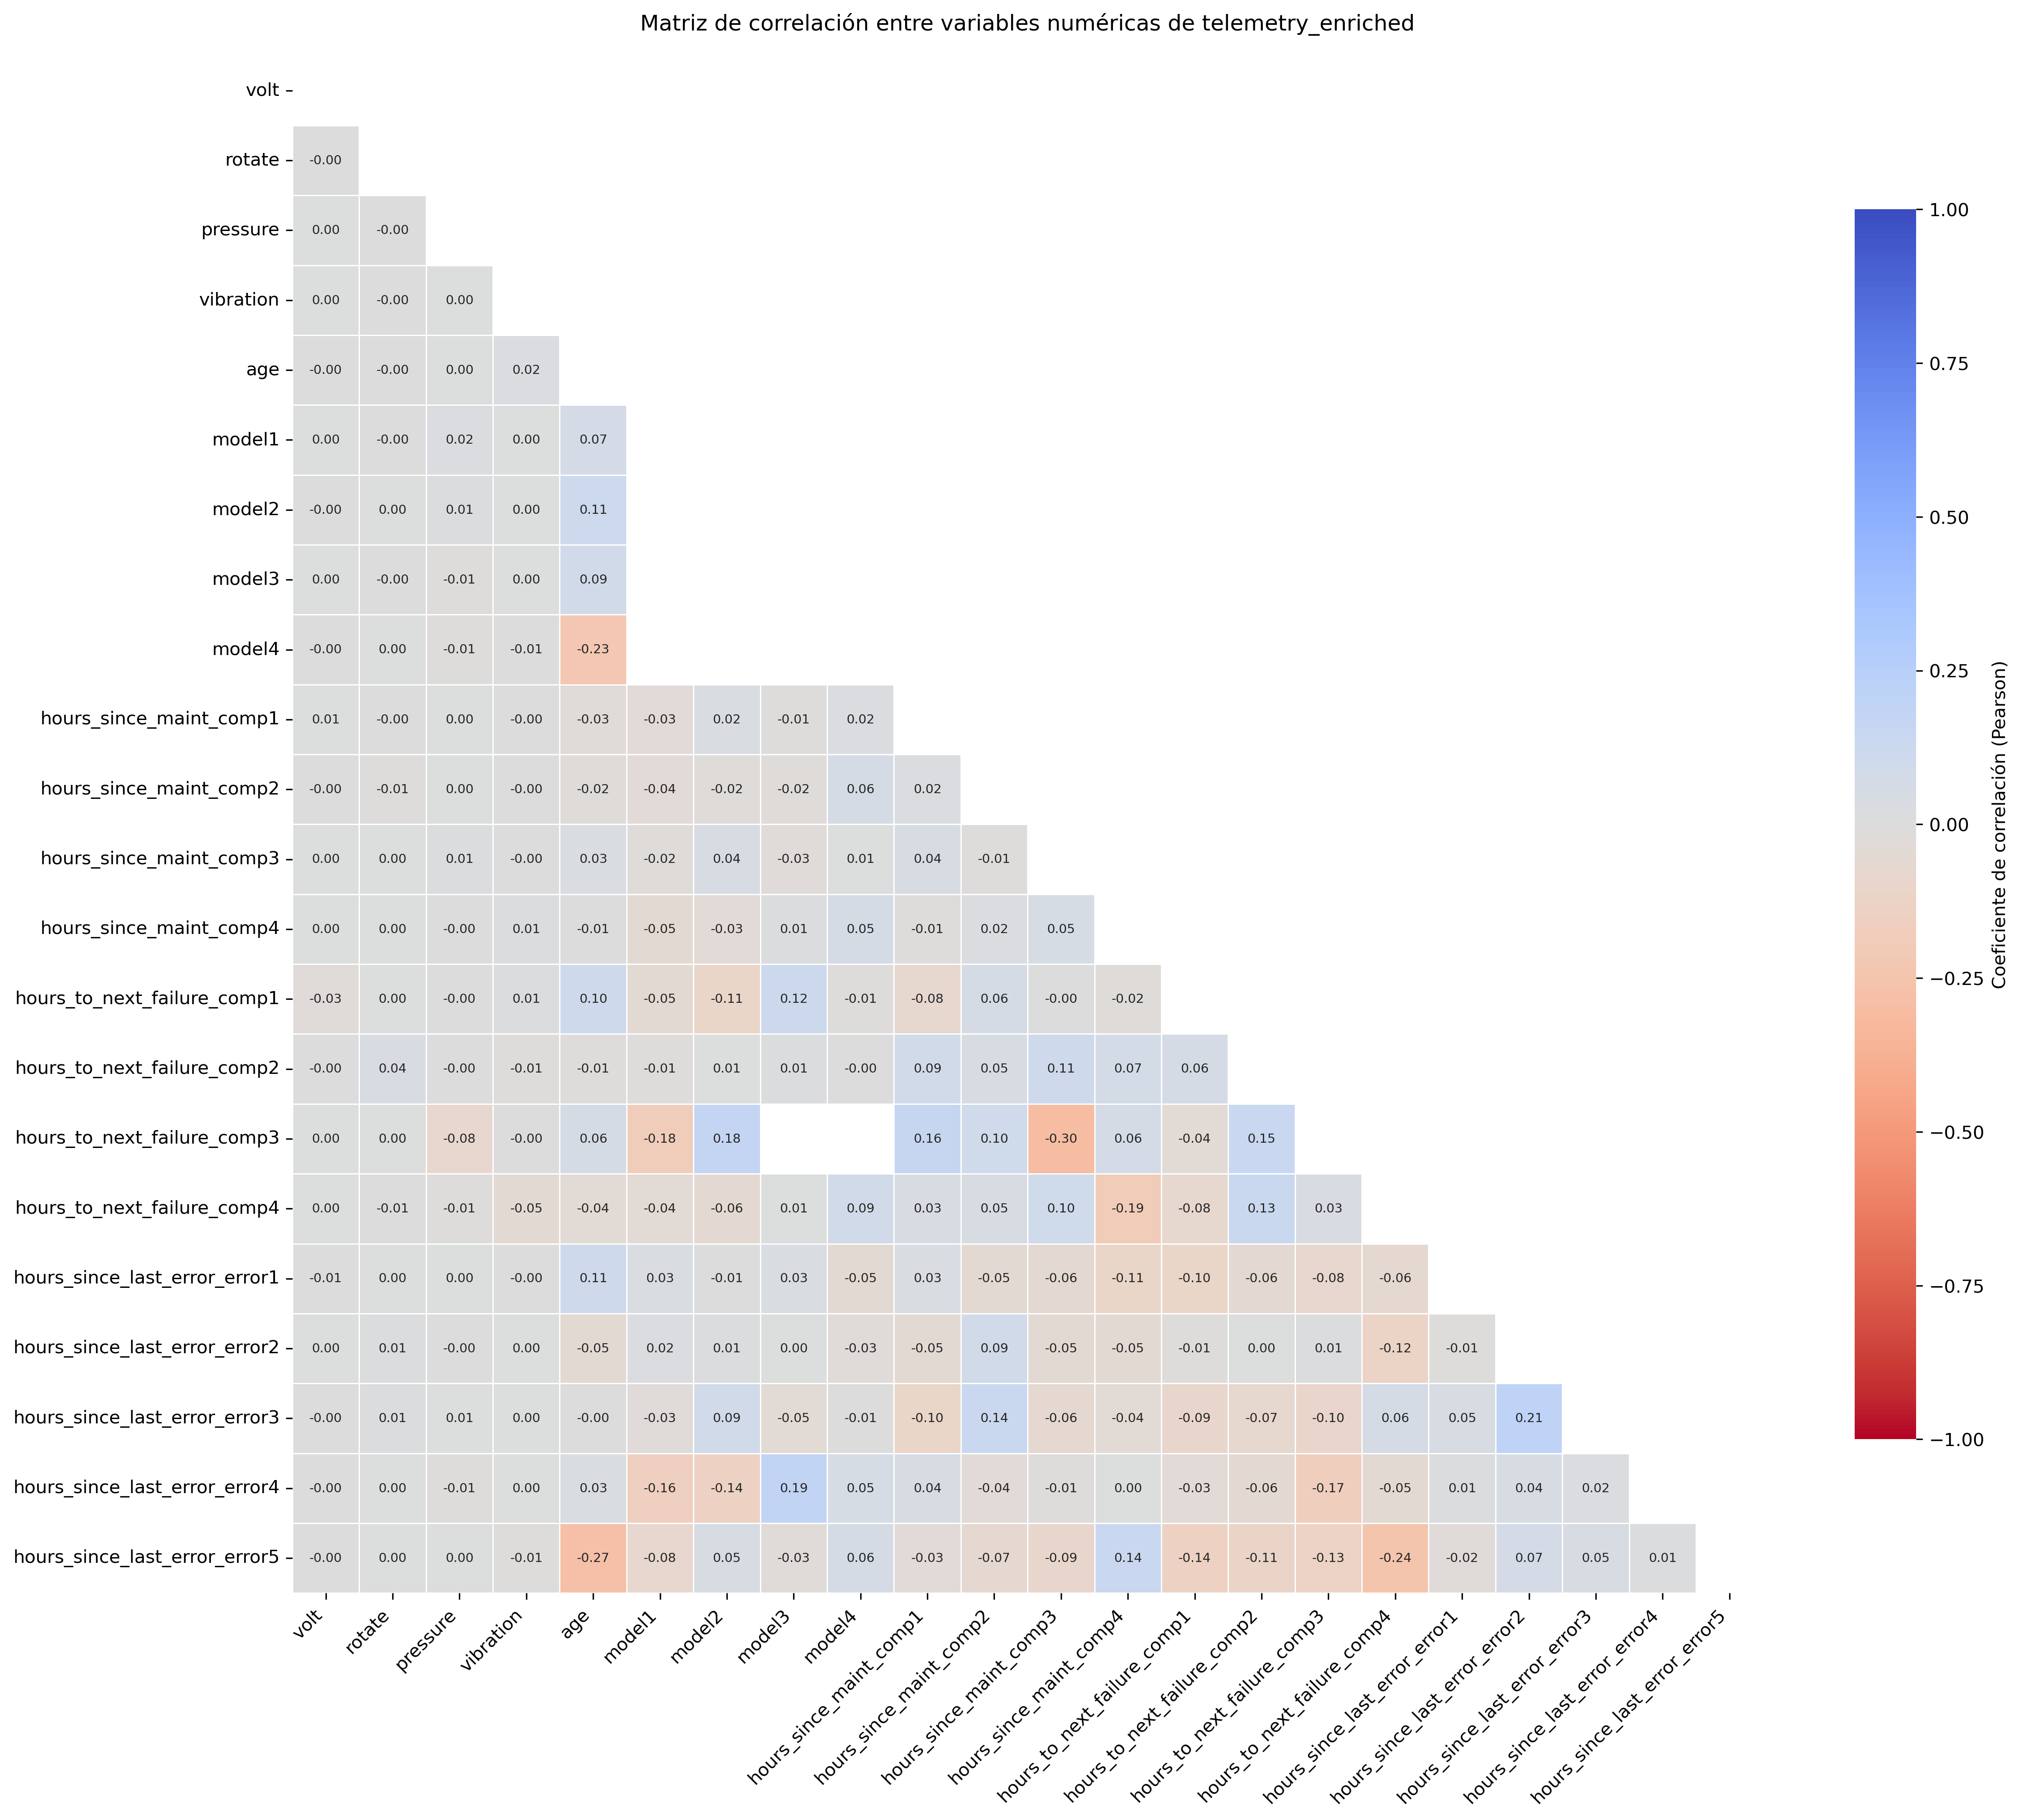 Matriz de correlación entre variables numéricas de telemetry_enriched
volt
rotate -0.00
pressure 0.00 -0.00
vibration 0.00 -0.00 0.00
age -0.00 -0.00 0.00 0.02
model1 0.00 -0.00 0.02 0.00 0.07
model2 -0.00 0.00 0.01 0.00 0.11
model3 0.00 -0.00 -0.01 0.00 0.09
model4 -0.00 0.00 -0.01 -0.01 -0.23
hours_since_maint_comp1 0.01 -0.00 0.00 -0.00 -0.03 -0.03 0.02 -0.01 0.02
hours_since_maint_comp2 -0.00 -0.01 0.00 -0.00 -0.02 -0.04 -0.02 -0.02 0.06 0.02
hours_since_maint_comp3 0.00 0.00 0.01 -0.00 0.03 -0.02 0.04 -0.03 0.01 0.04 -0.01
hours_since_maint_comp4 0.00 0.00 -0.00 0.01 -0.01 -0.05 -0.03 0.01 0.05 -0.01 0.02 0.05
hours_to_next_failure_comp1 -0.03 0.00 -0.00 0.01 0.10 -0.05 -0.11 0.12 -0.01 -0.08 0.06 -0.00 -0.02
hours_to_next_failure_comp2 -0.00 0.04 -0.00 -0.01 -0.01 -0.01 0.01 0.01 -0.00 0.09 0.05 0.11 0.07 0.06
hours_to_next_failure_comp3 0.00 0.00 -0.08 -0.00 0.06 -0.18 0.18 0.16 0.10 -0.30 0.06 -0.04 0.15
hours_to_next_failure_comp4 0.00 -0.01 -0.01 -0.05 -0.04 -0.04 -0.06 0.01 0.09 0.03 0.05 0.10 -0.19 -0.08 0.13 0.03
hours_since_last_error_error1 -0.01 0.00 0.00 -0.00 0.11 0.03 -0.01 0.03 -0.05 0.03 -0.05 -0.06 -0.11 -0.10 -0.06 -0.08 -0.06
hours_since_last_error_error2 0.00 0.01 -0.00 0.00 -0.05 0.02 0.01 0.00 -0.03 -0.05 0.09 -0.05 -0.05 -0.01 0.00 0.01 -0.12 -0.01
hours_since_last_error_error3 -0.00 0.01 0.01 0.00 -0.00 -0.03 0.09 -0.05 -0.01 -0.10 0.14 -0.06 -0.04 -0.09 -0.07 -0.10 0.06 0.05 0.21
hours_since_last_error_error4 -0.00 0.00 -0.01 0.00 0.03 -0.16 -0.14 0.19 0.05 0.04 -0.04 -0.01 0.00 -0.03 -0.06 -0.17 -0.05 0.01 0.04 0.02
hours_since_last_error_error5 -0.00 0.00 0.00 -0.01 -0.27 -0.08 0.05 -0.03 0.06 -0.03 -0.07 -0.09 0.14 -0.14 -0.11 -0.13 -0.24 -0.02 0.07 0.05 0.01
volt
rotate
pressure
vibration
age
model1
model2
model3
model4
hours_since_maint_comp1
hours_since_maint_comp2
hours_since_maint_comp3
hours_since_maint_comp4
hours_to_next_failure_comp1
hours_to_next_failure_comp2
hours_to_next_failure_comp3
hours_to_next_failure_comp4
hours_since_last_error_error1
hours_since_last_error_error2
hours_since_last_error_error3
hours_since_last_error_error4
hours_since_last_error_error5
1.00
0.75
0.50
0.25
0.00
−0.25
−0.50
−0.75
−1.00
Coeficiente de correlación (Pearson)